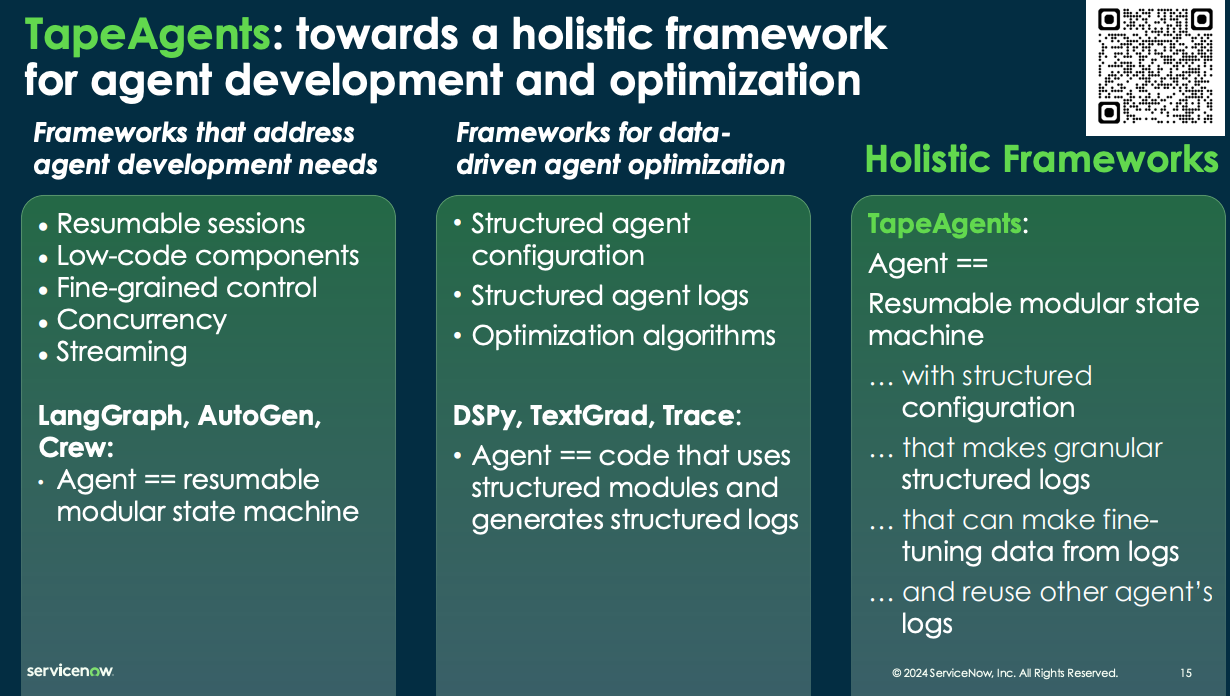 TapeAgents: towards a holistic framework
for agent development and optimization
Frameworks that address
agent development needs
• Resumable sessions
• Low-code components
• Fine-grained control
• Concurrency
• Streaming
LangGraph, AutoGen,
Crew:
• Agent == resumable
modular state machine
Frameworks for data-
driven agent optimization
• Structured agent
configuration
• Structured agent logs
• Optimization algorithms
DSPy, TextGrad, Trace:
• Agent == code that uses
structured modules and
generates structured logs
Holistic Frameworks
TapeAgents:
Agent ==
Resumable modular state
machine
… with structured
configuration
… that makes granular
structured logs
… that can make fine-
tuning data from logs
… and reuse other agent’s
logs
servicenow.
© 2024 ServiceNow, Inc. All Rights Reserved.
15